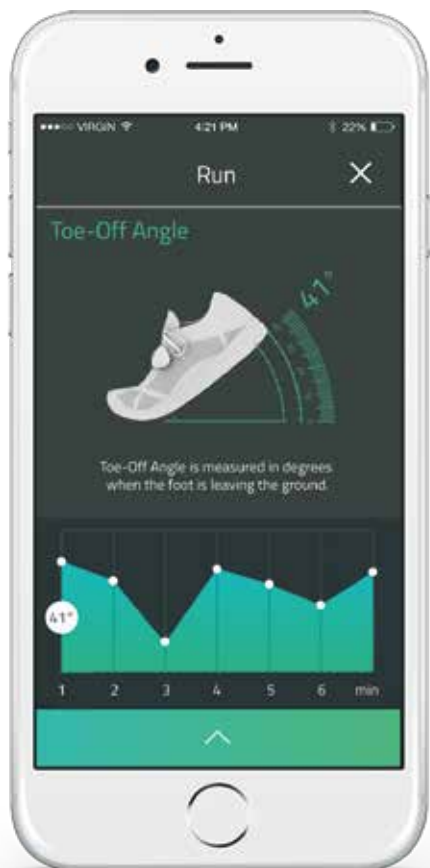 VIRGIN 4:21 PM 22%
Run
Toe-Off Angle
41°
Toe-Off Angle is measured in degrees
when the foot is leaving the ground.
41°
1 2 3 4 5 6 min